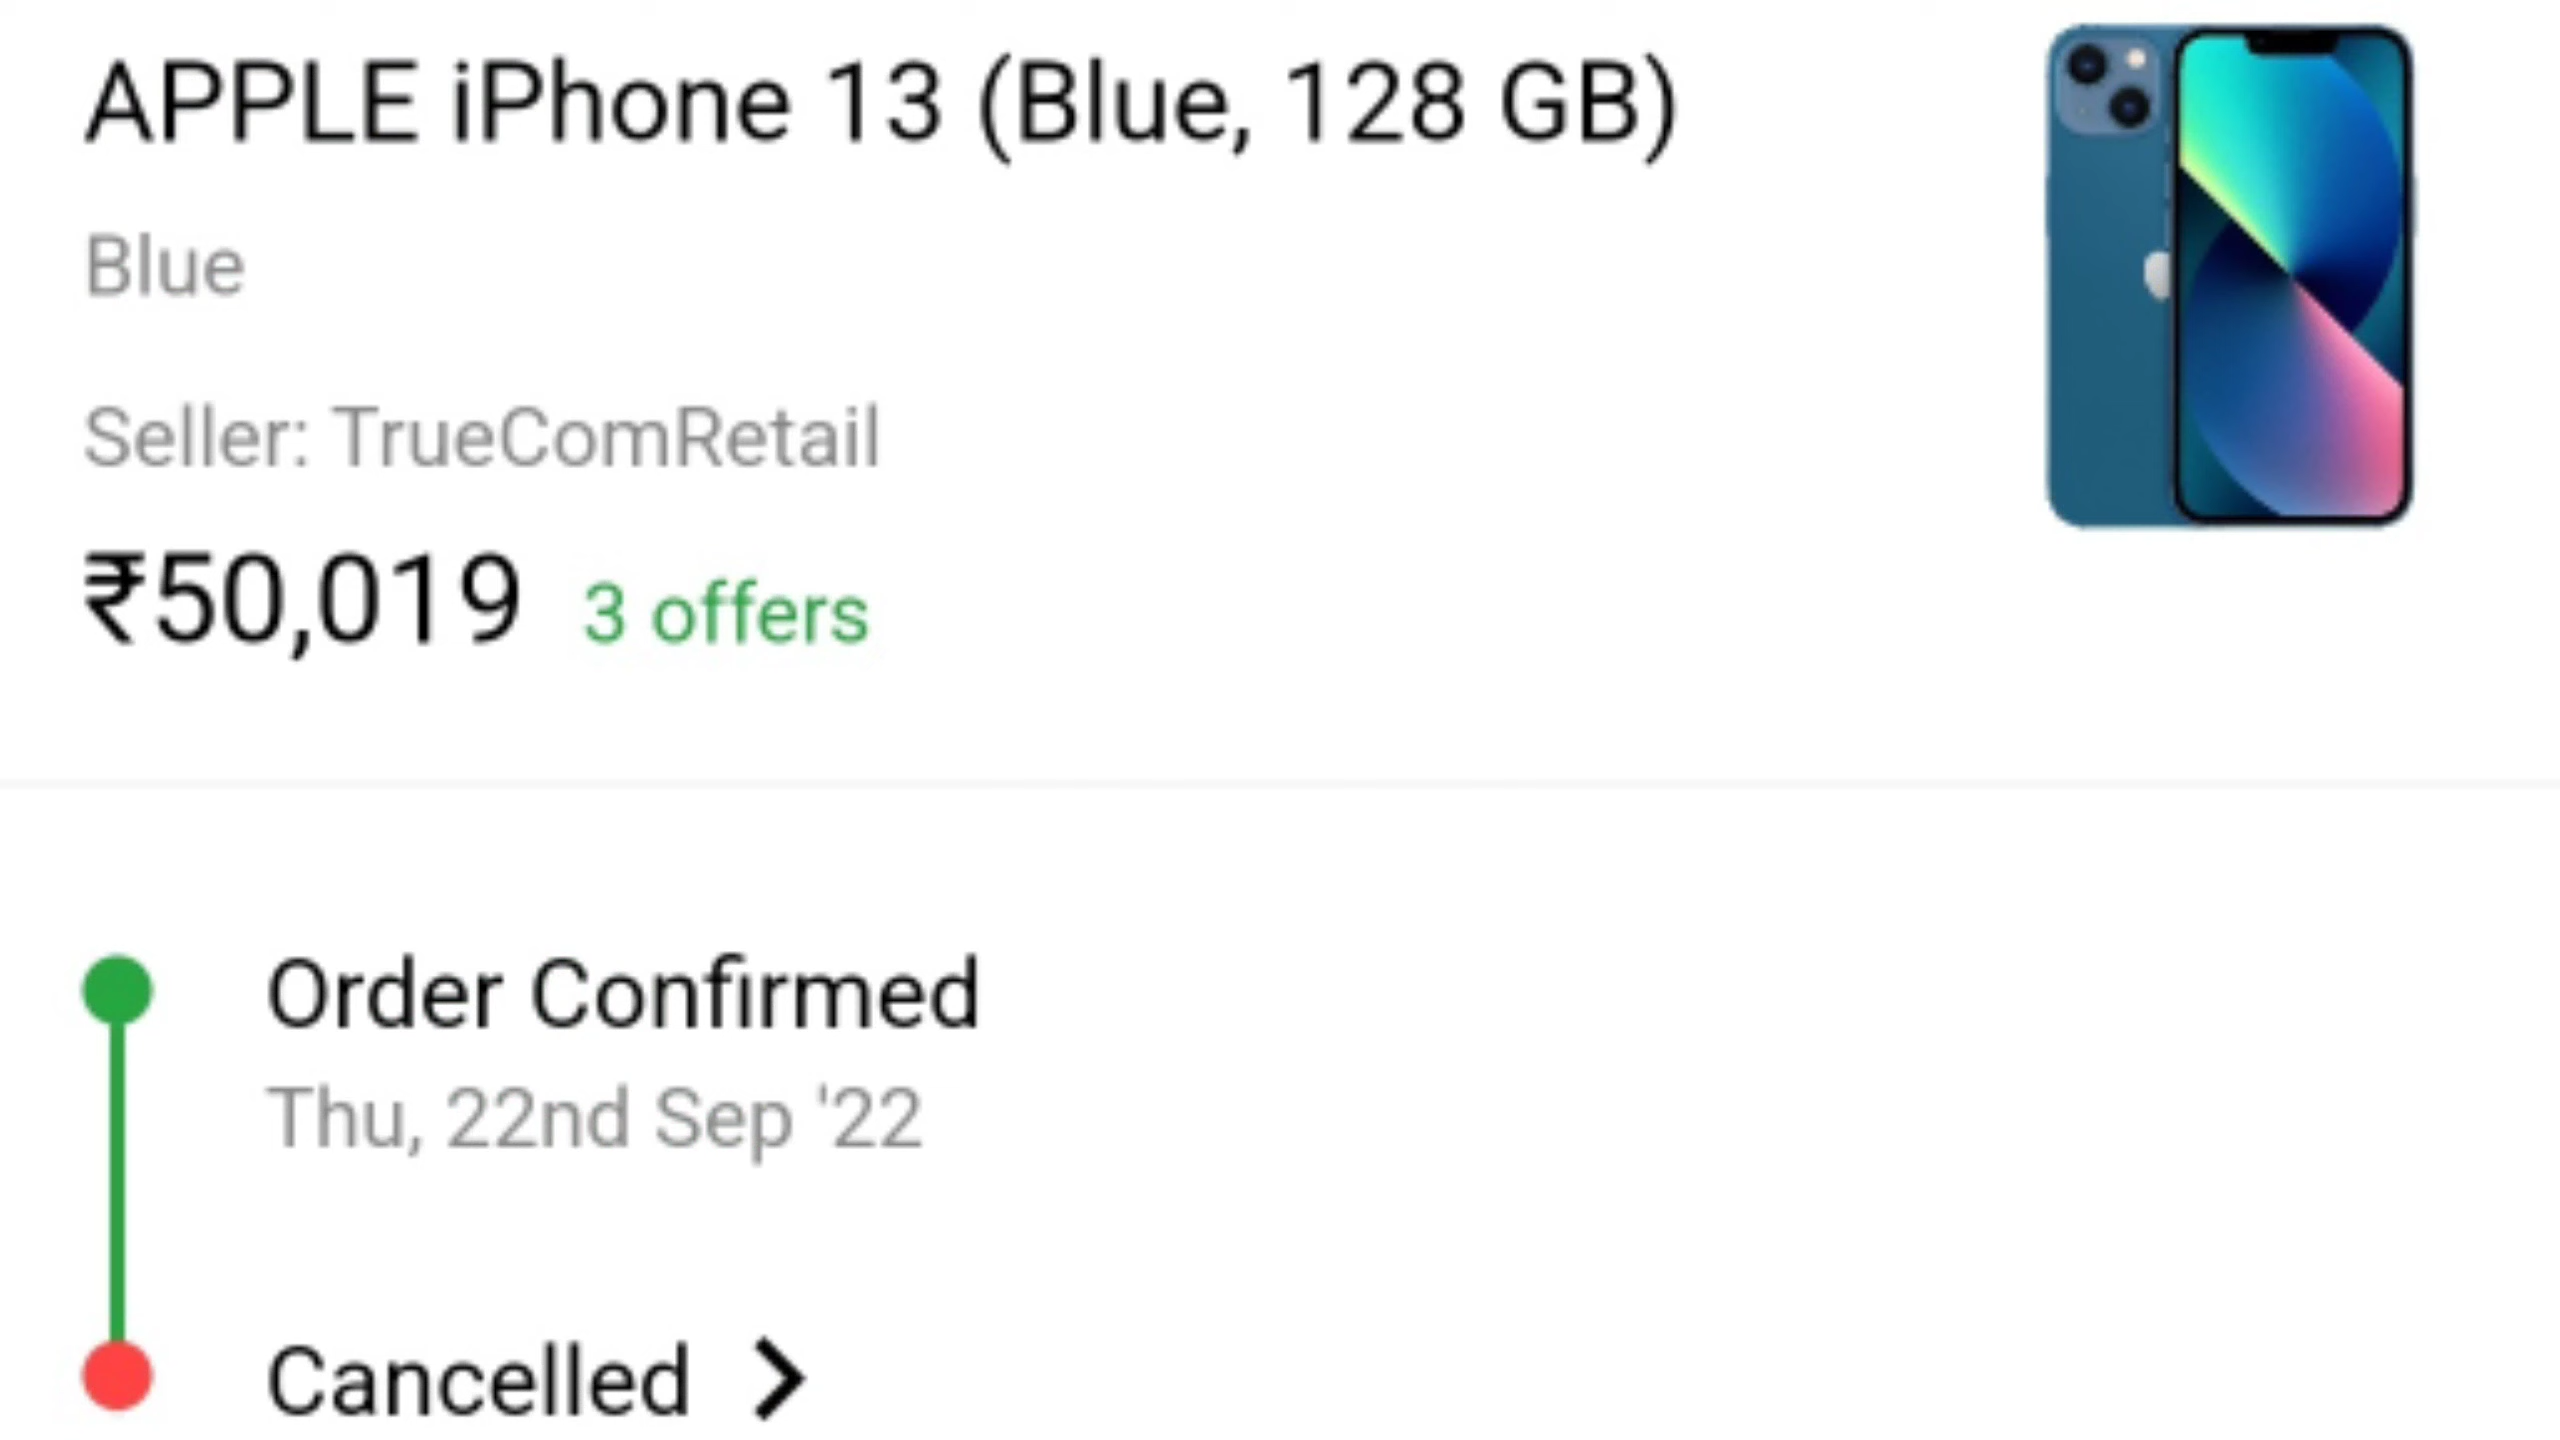 APPLE iPhone 13 (Blue, 128 GB)
Blue
Seller: TrueComRetail
₹50,019 3 offers
Order Confirmed
Thu, 22nd Sep '22
Cancelled